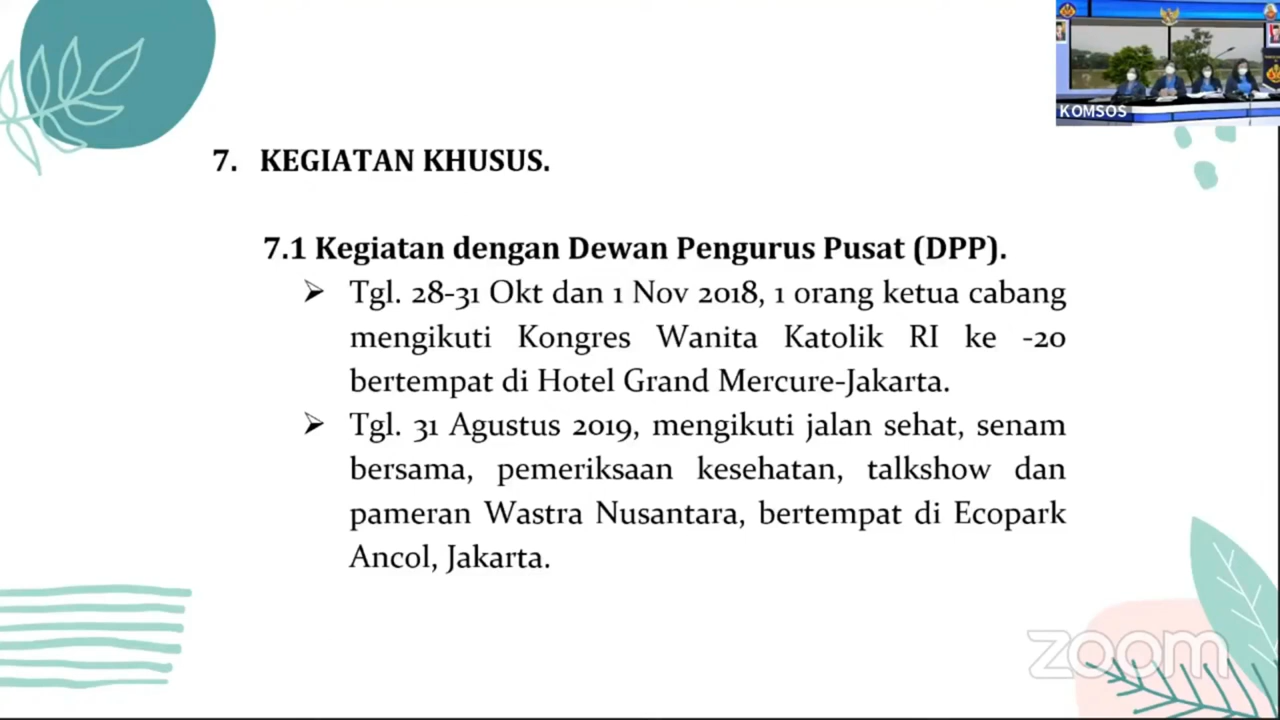 KOMSOS
7. KEGIATAN KHUSUS.
7.1 Kegiatan dengan Dewan Pengurus Pusat (DPP).
➢ Tgl. 28-31 Okt dan 1 Nov 2018, 1 orang ketua cabang
mengikuti Kongres Wanita Katolik RI ke -20
bertempat di Hotel Grand Mercure-Jakarta.
➢ Tgl. 31 Agustus 2019, mengikuti jalan sehat, senam
bersama, pemeriksaan kesehatan, talkshow dan
pameran Wastra Nusantara, bertempat di Ecopark
Ancol, Jakarta.
zoom